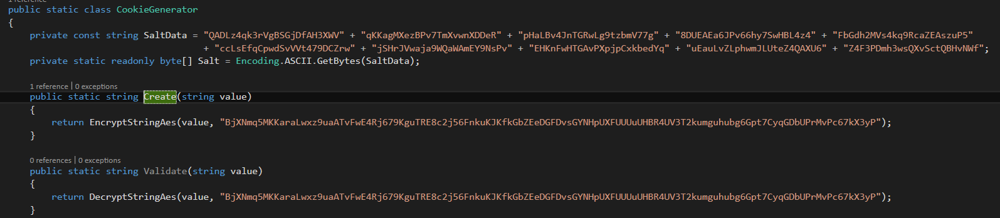 1 reference
public static class CookieGenerator
{
private const string SaltData = "QADLz4qk3rVgBSGjDfAH3XWV" + "qKKagMXezBPv7TmXvwnXDDeR" + "pHaLBv4JnTGRwLg9tzbmV77g" + "8DUEAEa6JPv66hy7SwHBL4z4" + "FbGdh2MVs4kq9RcaZEAszuP5"
+ "ccLsEfqCpwdSvVVt479DCZrw" + "jSHrJVwaja9WQaWAmEY9NsPv" + "EHKnFwHTGAvPXpjpCxkbedYq" + "uEauLvZLphwmJLUteZ4QAXU6" + "Z4F3PDmh3wsQXvSctQBHvNWf";
private static readonly byte[] Salt = Encoding.ASCII.GetBytes(SaltData);
1 reference | 0 exceptions
public static string Create(string value)
{
return EncryptStringAes(value, "BjXNmq5MKKaraLwxz9uaATvFwE4Rj679KguTRE8c2j56FnkuKJKfkGbZEeDGFDvsGYNHpUXFUUUuUHBR4UV3T2kumguhubg6Gpt7CyqGDbUPrMvPc67kX3yP");
}
0 references | 0 exceptions
public static string Validate(string value)
{
return DecryptStringAes(value, "BjXNmq5MKKaraLwxz9uaATvFwE4Rj679KguTRE8c2j56FnkuKJKfkGbZEeDGFDvsGYNHpUXFUUUuUHBR4UV3T2kumguhubg6Gpt7CyqGDbUPrMvPc67kX3yP");
}